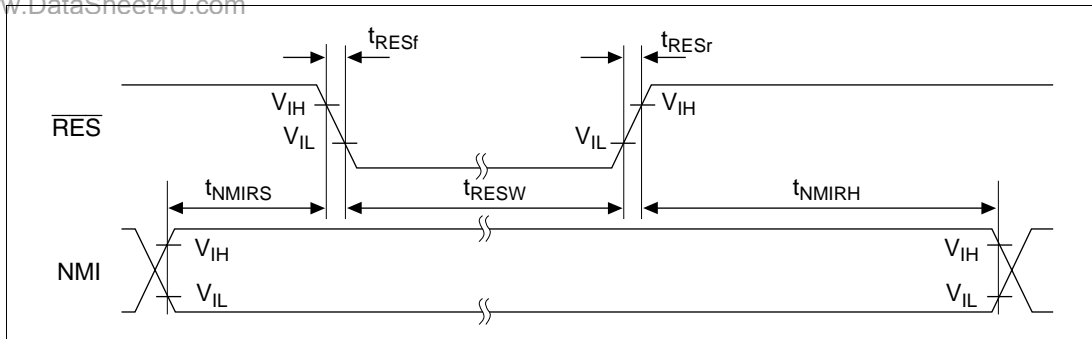 w.DataSheet4U.com
tRESf
tRESr
VIH
VIH
RES
VIL
VIL
tNMIRS
tRESW
tNMIRH
VIH
VIH
NMI
VIL
VIL